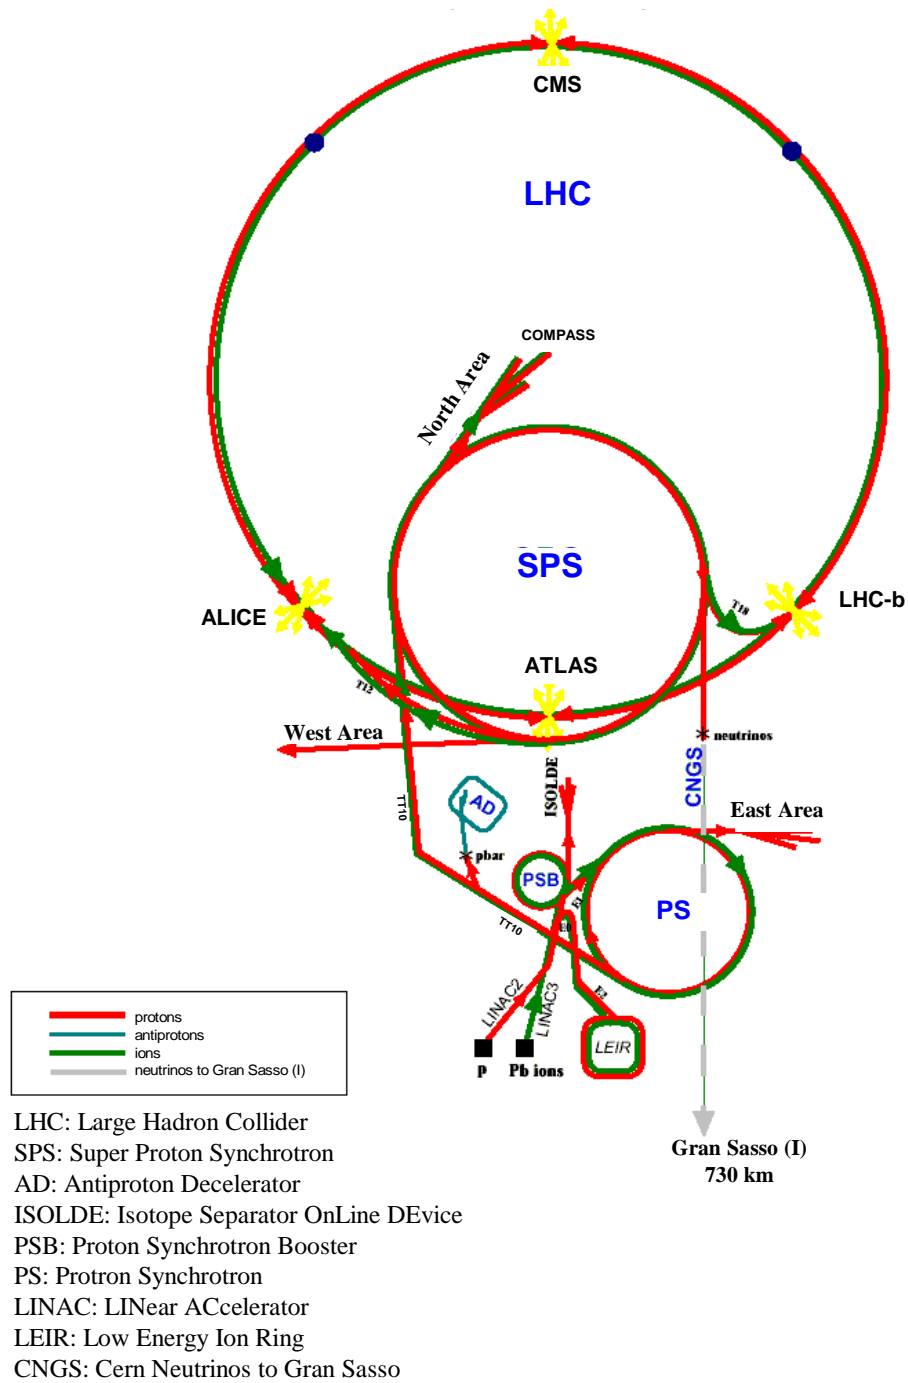 CMS
LHC
COMPASS
North Area
SPS
T18
LHC-b
ALICE
ATLAS
T12
West Area
neutrinos
ISOLDE
CNGS
AD
TT10
East Area
pbar
PSB
E1
PS
TT10
E0
LINAC2
LINAC3
E2
LEIR
p
Pb ions
protons
antiprotons
ions
neutrinos to Gran Sasso (I)
Gran Sasso (I)
730 km
LHC: Large Hadron Collider
SPS: Super Proton Synchrotron
AD: Antiproton Decelerator
ISOLDE: Isotope Separator OnLine DEvice
PSB: Proton Synchrotron Booster
PS: Protron Synchrotron
LINAC: LINear ACcelerator
LEIR: Low Energy Ion Ring
CNGS: Cern Neutrinos to Gran Sasso